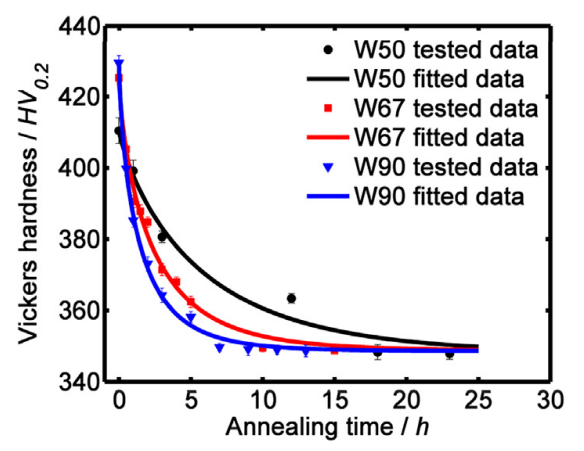 440
420
400
380
360
340
Vickers hardness / HV0.2
W50 tested data
W50 fitted data
W67 tested data
W67 fitted data
W90 tested data
W90 fitted data
0 5 10 15 20 25 30
Annealing time / h